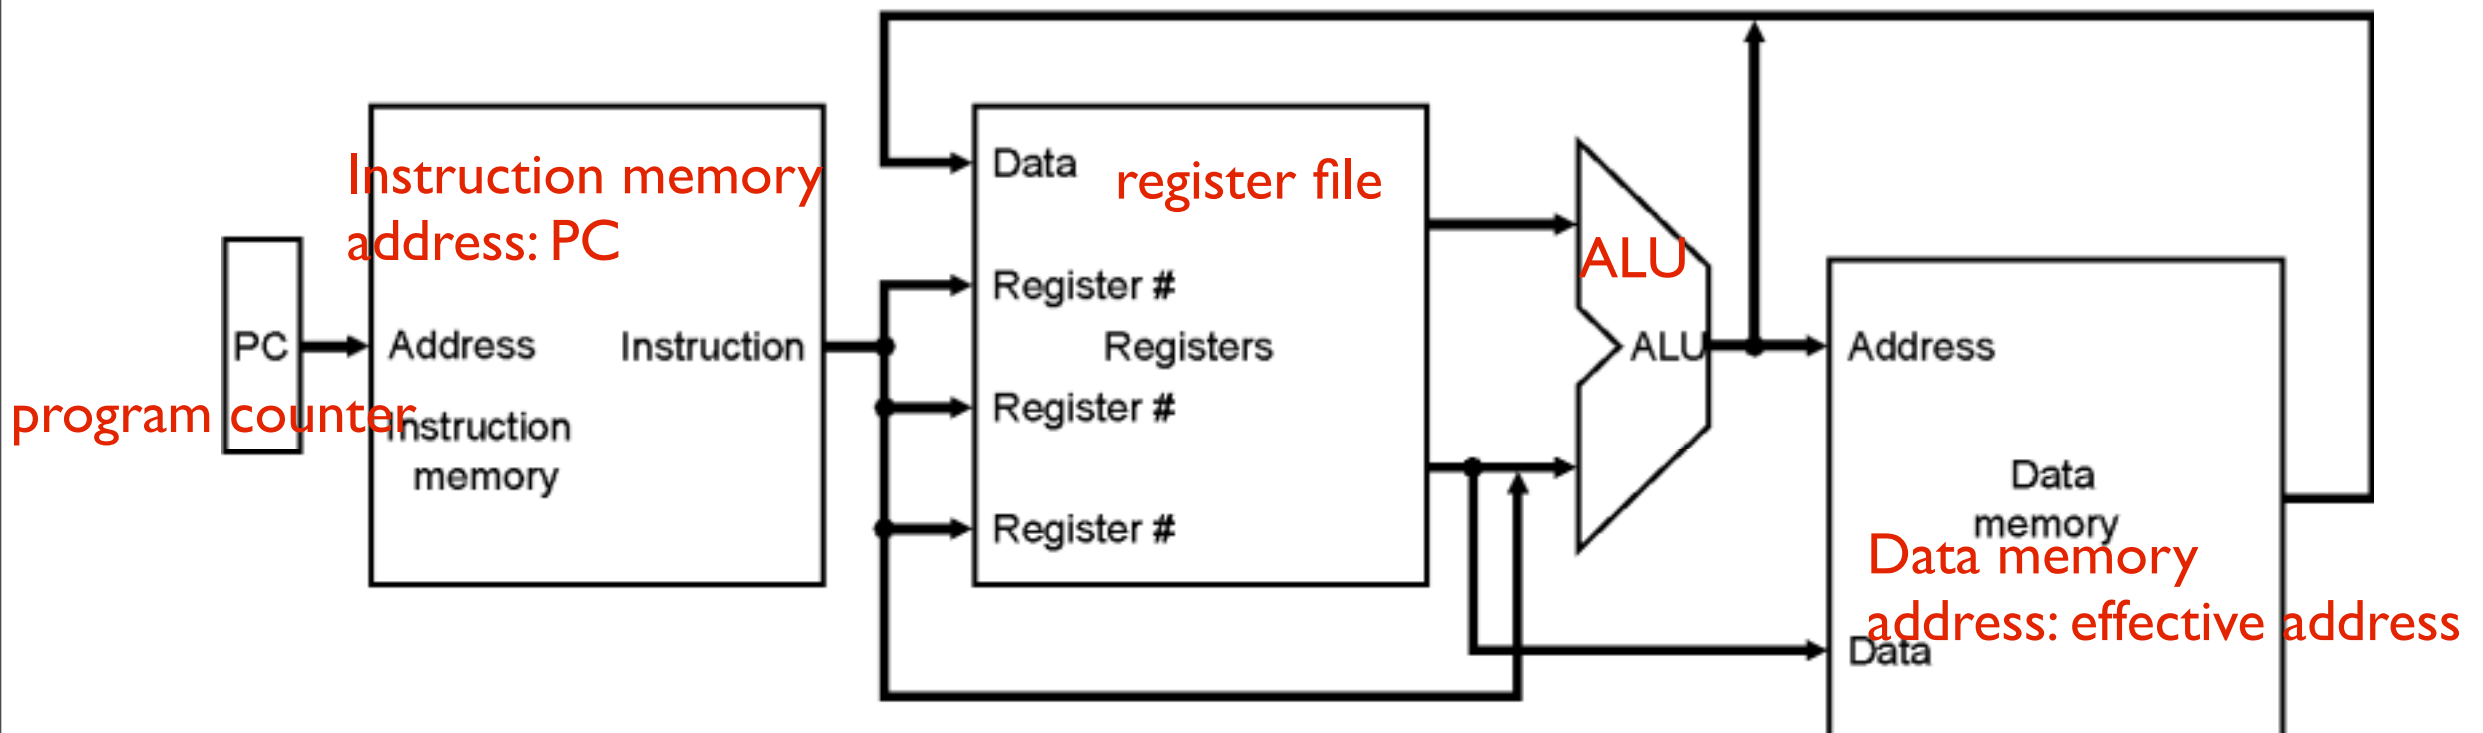 Instruction memory
address: PC
PC
program counter
Address
Instruction
Instruction
memory
Data
register file
Register #
Registers
Register #
Register #
ALU
ALU
Address
Data
memory
Data memory
address: effective address
Data